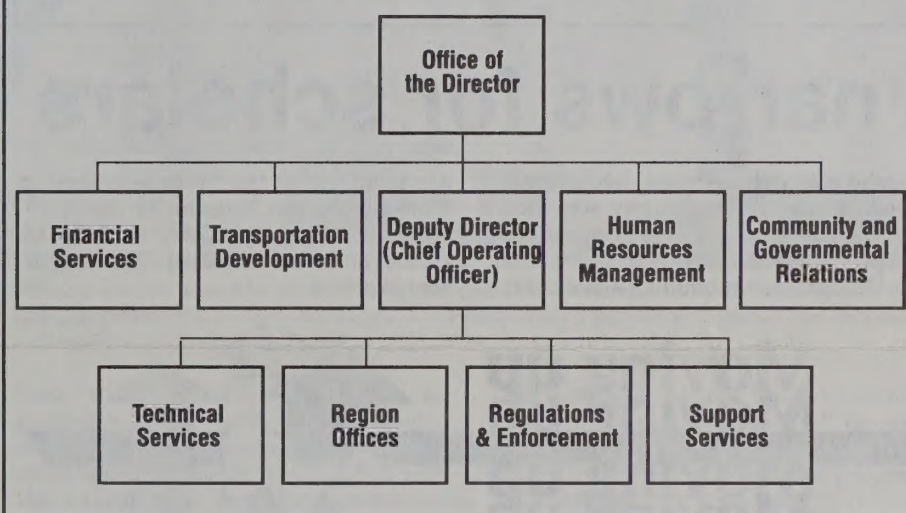 Office of
the Director
Financial
Services
Transportation
Development
Deputy Director
(Chief Operating
Officer)
Human
Resources
Management
Community and
Governmental
Relations
Technical
Services
Region
Offices
Regulations
& Enforcement
Support
Services